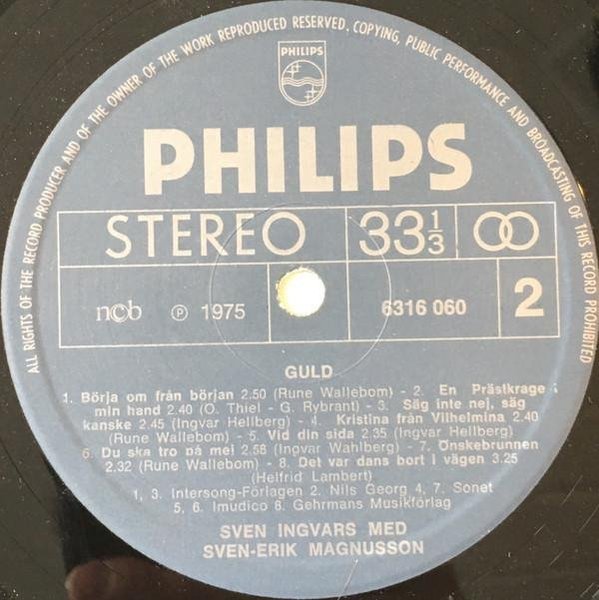 ALL RIGHTS OF THE RECORD PRODUCER AND OF THE OWNER OF THE WORK REPRODUCED RESERVED. COPYING, PUBLIC PERFORMANCE AND BROADCASTING OF THIS RECORD PROHIBITED
PHILIPS
PHILIPS
STEREO 33 1/3
ncb ℗ 1975 6316 060 2
GULD
1. Börja om från början 2.50 (Rune Wallebom) - 2. En Prästkrage i
min hand 2.40 (O. Thiel - G. Rybrant) - 3. Säg inte nej, säg
kanske 2.45 (Ingvar Hellberg) - 4. Kristina från Vilhelmina 2.40
(Rune Wallebom) - 5. Vid din sida 2.35 (Ingvar Hellberg)
6. Du ska tro på mej 2.58 (Ingvar Wahlberg) - 7. Önskebrunnen
2.32 (Rune Wallebom) - 8. Det var dans bort i vägen 3.25
(Helfrid Lambert)
1, 3. Intersong-Förlagen 2. Nils Georg 4, 7. Sonet
5, 6. Imudico 8. Gehrmans Musikförlag
SVEN INGVARS MED
SVEN-ERIK MAGNUSSON